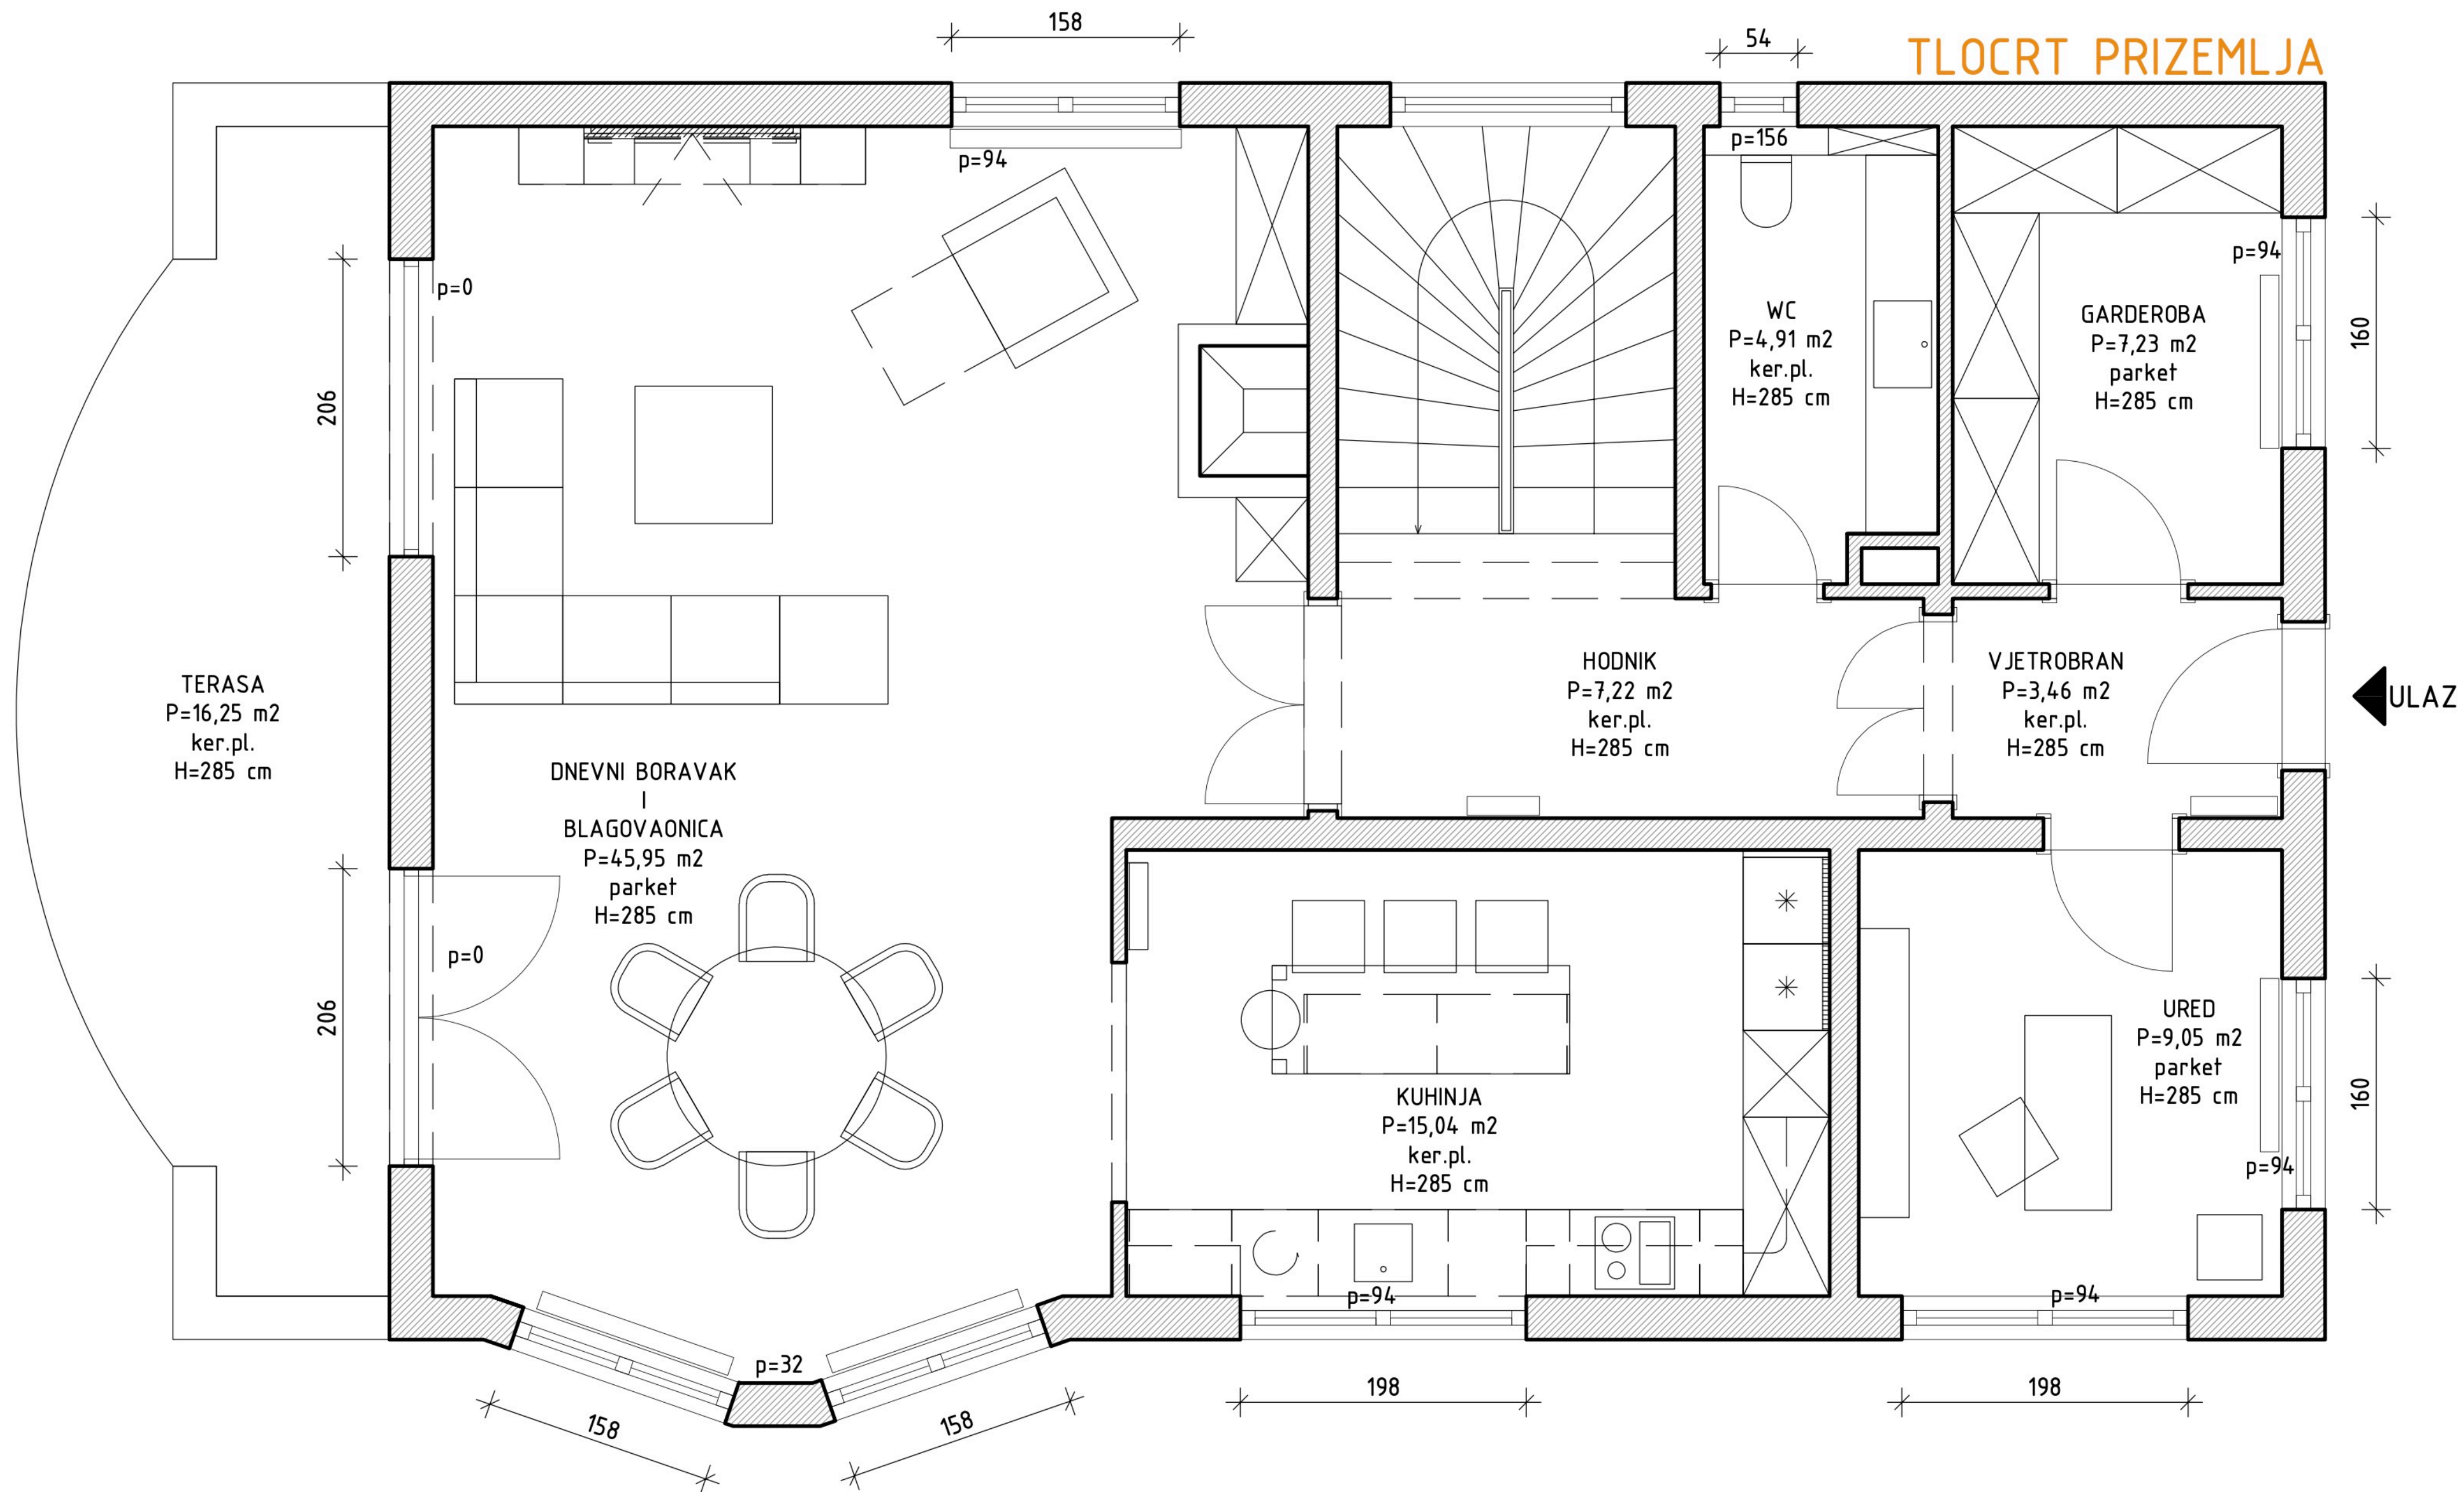 TLOCRT PRIZEMLJA
158
54
p=94
p=156
p=0
206
WC
P=4,91 m2
ker.pl.
H=285 cm
GARDEROBA
P=7,23 m2
parket
H=285 cm
p=94
160
TERASA
P=16,25 m2
ker.pl.
H=285 cm
HODNIK
P=7,22 m2
ker.pl.
H=285 cm
VJETROBRAN
P=3,46 m2
ker.pl.
H=285 cm
ULAZ
DNEVNI BORAVAK
I
BLAGOVAONICA
P=45,95 m2
parket
H=285 cm
p=0
206
KUHINJA
P=15,04 m2
ker.pl.
H=285 cm
URED
P=9,05 m2
parket
H=285 cm
160
p=94
p=94
p=94
p=32
158
158
198
198